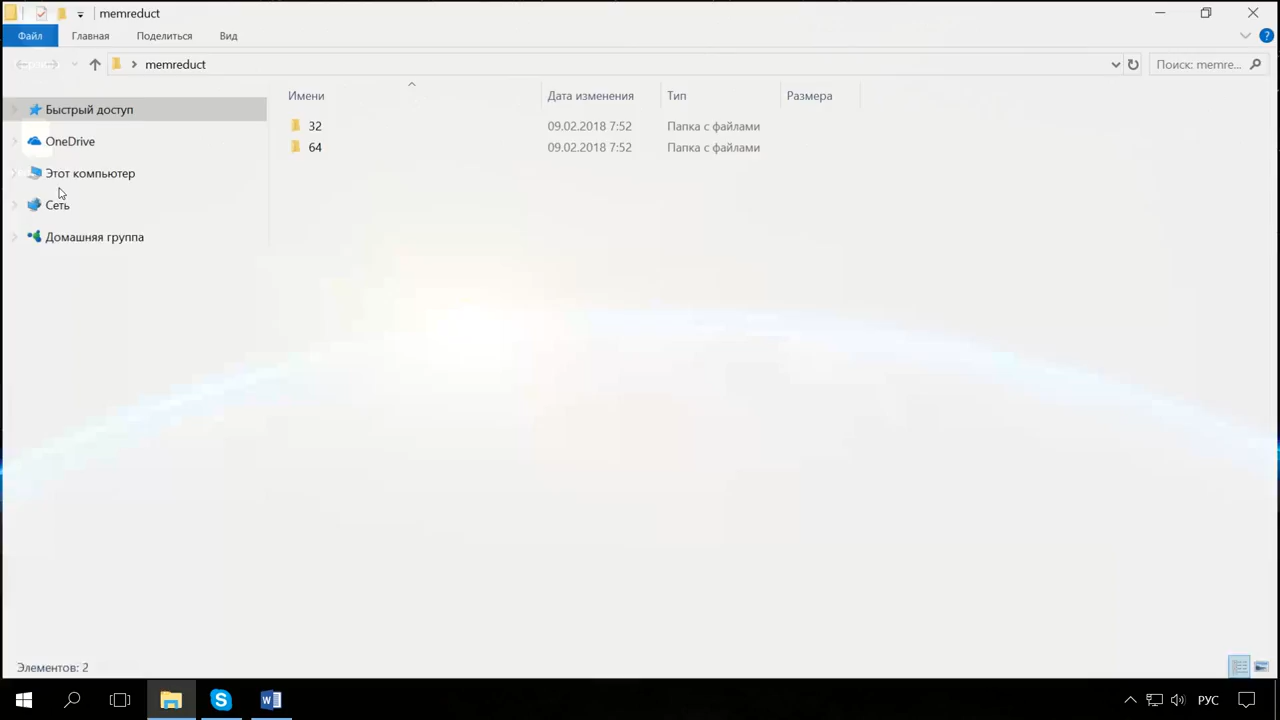 memreduct
Файл Главная Поделиться Вид
memreduct Поиск: memre...
Имени Дата изменения Тип Размера
Быстрый доступ
32 09.02.2018 7:52 Папка с файлами
OneDrive
64 09.02.2018 7:52 Папка с файлами
Этот компьютер
Сеть
Домашняя группа
Элементов: 2
РУС